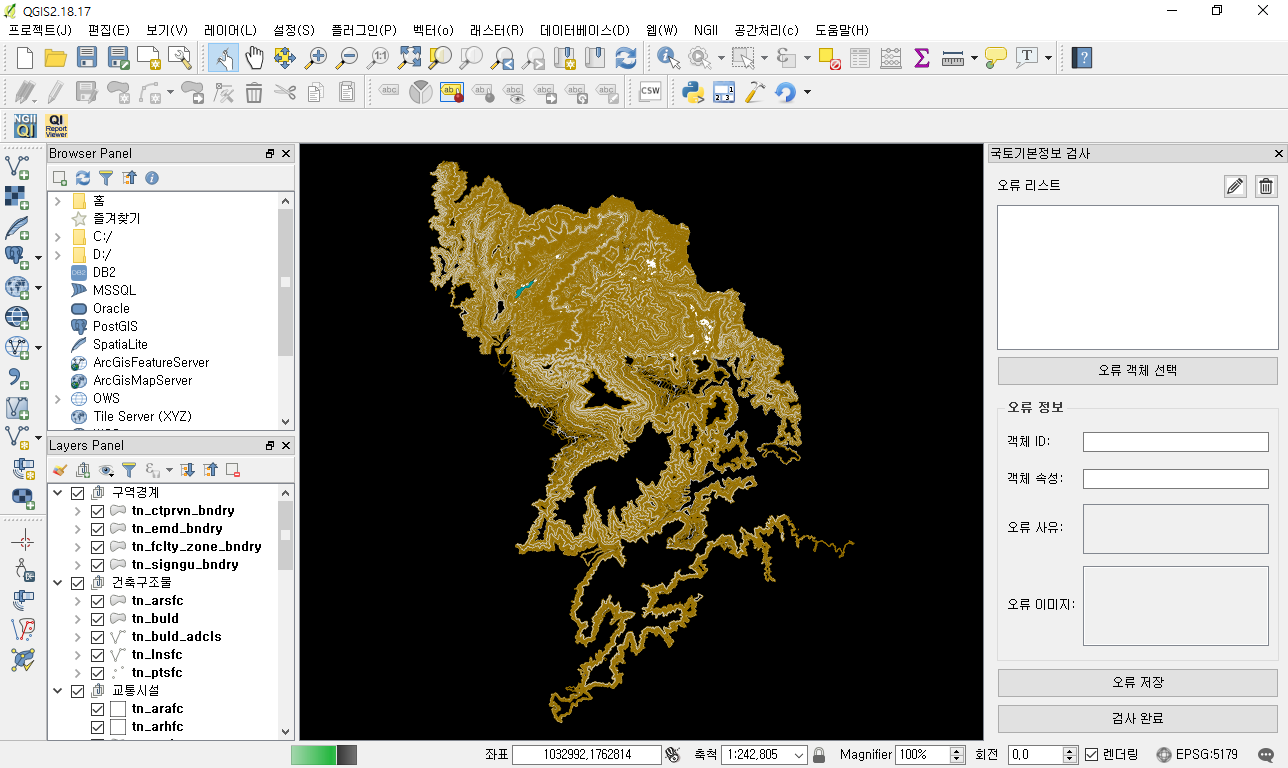 QGIS2.18.17
프로젝트(J) 편집(E) 보기(V) 레이어(L) 설정(S) 플러그인(P) 벡터(o) 래스터(R) 데이터베이스(D) 웹(W) NGII 공간처리(c) 도움말(H)
NGII QI
QI Report Viewer
CSW
Browser Panel
홈
즐겨찾기
C:/
D:/
DB2
MSSQL
Oracle
PostGIS
SpatiaLite
ArcGisFeatureServer
ArcGisMapServer
OWS
Tile Server (XYZ)
Layers Panel
구역경계
tn_ctprvn_bndry
tn_emd_bndry
tn_fclty_zone_bndry
tn_signgu_bndry
건축구조물
tn_arsfc
tn_buld
tn_buld_adcls
tn_lnsfc
tn_ptsfc
교통시설
tn_arafc
tn_arhfc
국토기본정보 검사
오류 리스트
오류 객체 선택
오류 정보
객체 ID:
객체 속성:
오류 사유:
오류 이미지:
오류 저장
검사 완료
좌표 1032992,1762814 축척 1:242,805 Magnifier 100% 회전 0,0 렌더링 EPSG:5179